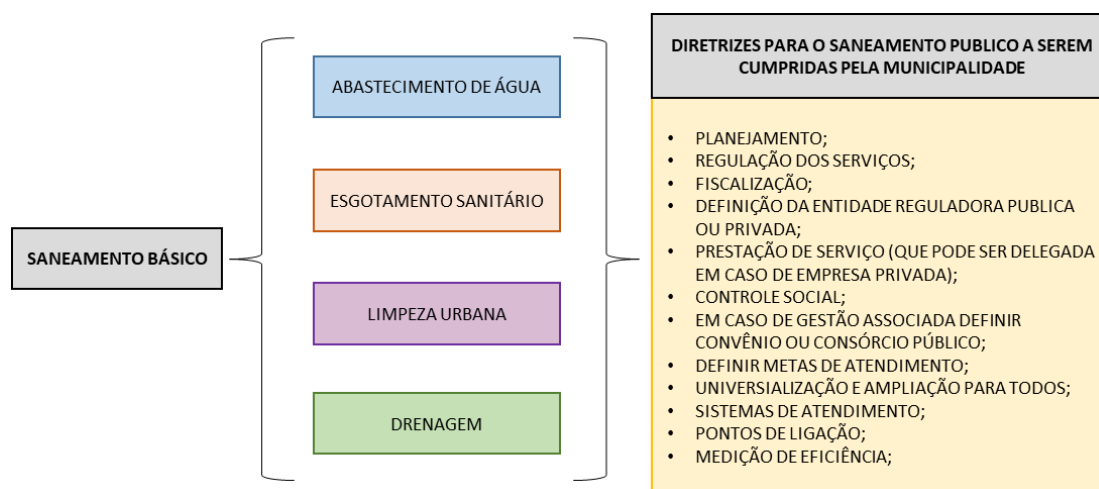 SANEAMENTO BÁSICO
ABASTECIMENTO DE ÁGUA
ESGOTAMENTO SANITÁRIO
LIMPEZA URBANA
DRENAGEM
DIRETRIZES PARA O SANEAMENTO PUBLICO A SEREM
CUMPRIDAS PELA MUNICIPALIDADE
• PLANEJAMENTO;
• REGULAÇÃO DOS SERVIÇOS;
• FISCALIZAÇÃO;
• DEFINIÇÃO DA ENTIDADE REGULADORA PUBLICA
OU PRIVADA;
• PRESTAÇÃO DE SERVIÇO (QUE PODE SER DELEGADA
EM CASO DE EMPRESA PRIVADA);
• CONTROLE SOCIAL;
• EM CASO DE GESTÃO ASSOCIADA DEFINIR
CONVÊNIO OU CONSÓRCIO PÚBLICO;
• DEFINIR METAS DE ATENDIMENTO;
• UNIVERSIALIZAÇÃO E AMPLIAÇÃO PARA TODOS;
• SISTEMAS DE ATENDIMENTO;
• PONTOS DE LIGAÇÃO;
• MEDIÇÃO DE EFICIÊNCIA;